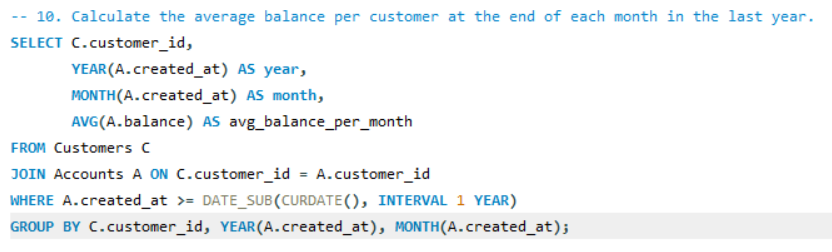 -- 10. Calculate the average balance per customer at the end of each month in the last year.
SELECT C.customer_id,
YEAR(A.created_at) AS year,
MONTH(A.created_at) AS month,
AVG(A.balance) AS avg_balance_per_month
FROM Customers C
JOIN Accounts A ON C.customer_id = A.customer_id
WHERE A.created_at >= DATE_SUB(CURDATE(), INTERVAL 1 YEAR)
GROUP BY C.customer_id, YEAR(A.created_at), MONTH(A.created_at);